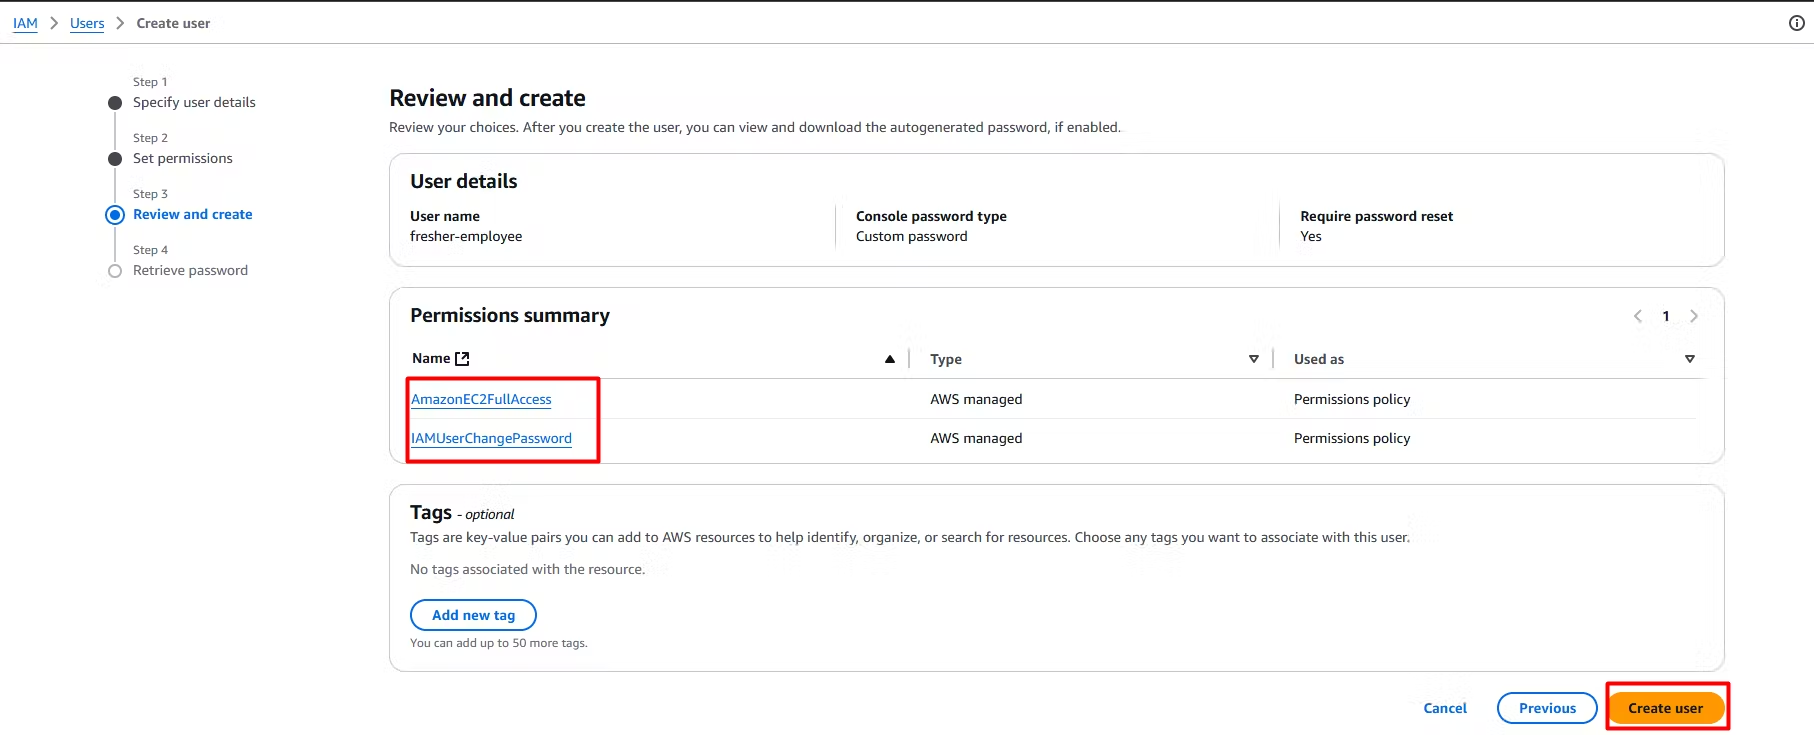 IAM > Users > Create user
Step 1
Specify user details
Step 2
Set permissions
Step 3
Review and create
Step 4
Retrieve password
Review and create
Review your choices. After you create the user, you can view and download the autogenerated password, if enabled.
User details
User name
fresher-employee
Console password type
Custom password
Require password reset
Yes
Permissions summary
< 1 >
Name Type Used as
AmazonEC2FullAccess AWS managed Permissions policy
IAMUserChangePassword AWS managed Permissions policy
Tags - optional
Tags are key-value pairs you can add to AWS resources to help identify, organize, or search for resources. Choose any tags you want to associate with this user.
No tags associated with the resource.
Add new tag
You can add up to 50 more tags.
Cancel Previous Create user